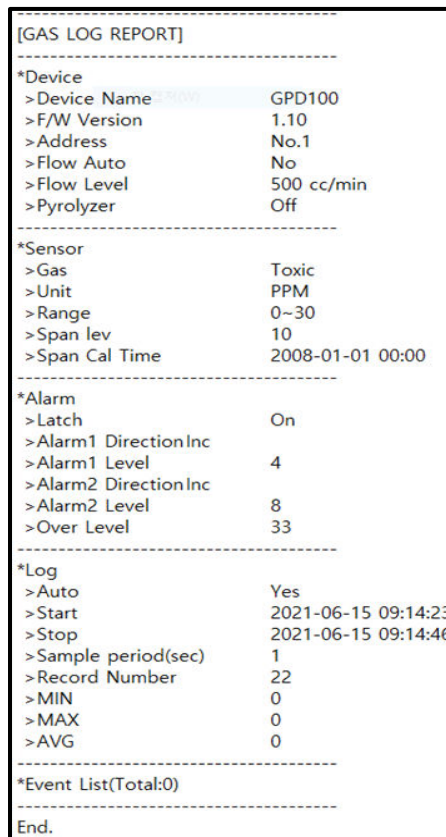 ----------------------------------------
[GAS LOG REPORT]
----------------------------------------
*Device
>Device Name GPD100
>F/W Version 1.10
>Address No.1
>Flow Auto No
>Flow Level 500 cc/min
>Pyrolyzer Off
----------------------------------------
*Sensor
>Gas Toxic
>Unit PPM
>Range 0~30
>Span lev 10
>Span Cal Time 2008-01-01 00:00
----------------------------------------
*Alarm
>Latch On
>Alarm1 Direction Inc
>Alarm1 Level 4
>Alarm2 Direction Inc
>Alarm2 Level 8
>Over Level 33
----------------------------------------
*Log
>Auto Yes
>Start 2021-06-15 09:14:23
>Stop 2021-06-15 09:14:46
>Sample period(sec) 1
>Record Number 22
>MIN 0
>MAX 0
>AVG 0
----------------------------------------
*Event List(Total:0)
----------------------------------------
End.